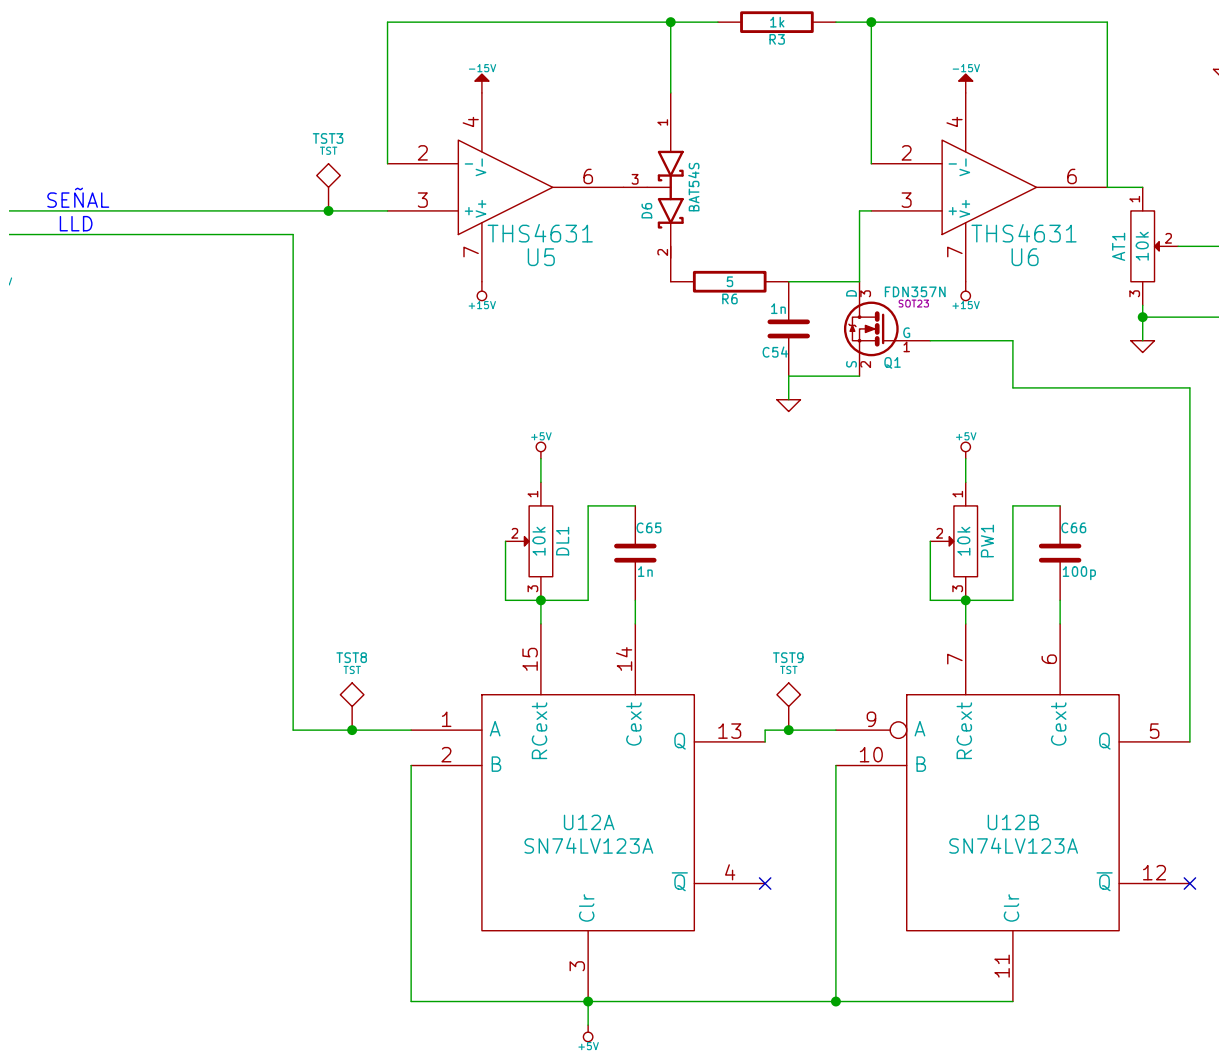 1k
R3
-15V
-15V
4
4
TST3
TST
1
2
2
V-
V-
3
6
6
BAT54S
D6
SEÑAL
3
3
V+
V+
1
LLD
THS4631
U5
THS4631
U6
AT1
10k
2
7
7
2
5
R6
+15V
+15V
3
D
3
FDN357N
SOT23
1n
C54
G
1
S
2
Q1
+5V
+5V
1
1
2
10k
DL1
C65
1n
2
10k
PW1
C66
100p
3
3
TST8
TST
15
14
TST9
TST
7
6
1
A
RCext
Cext
Q
13
9
A
RCext
Cext
Q
5
2
B
10
B
U12A
SN74LV123A
U12B
SN74LV123A
Q
4
Q
12
Clr
Clr
3
11
+5V